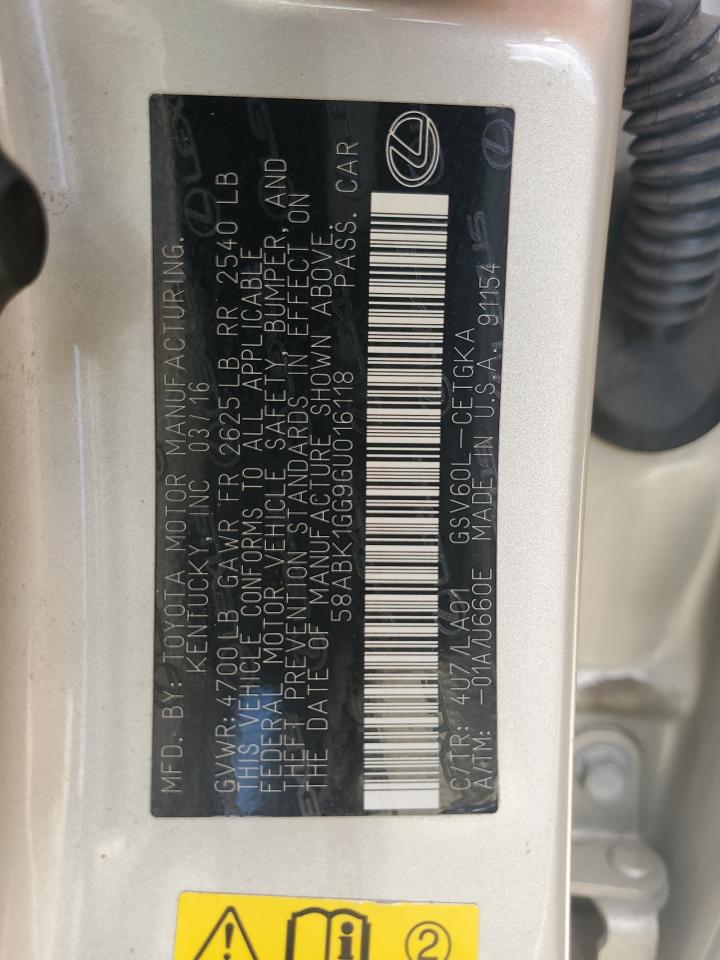 MFD. BY: TOYOTA MOTOR MANUFACTURING.
KENTUCKY, INC 03/16
GVWR: 4700 LB GAWR FR 2625 LB RR 2540 LB
THIS VEHICLE CONFORMS TO ALL APPLICABLE
FEDERAL MOTOR VEHICLE SAFETY, BUMPER, AND
THEFT PREVENTION STANDARDS IN EFFECT ON
THE DATE OF MANUFACTURE SHOWN ABOVE.
58ABK1GG9GU016118 PASS. CAR
C/TR: 4U7/LA01 GSV60L-CETGKA
A/TM: -01A/U660E MADE IN U.S.A. 91154
2